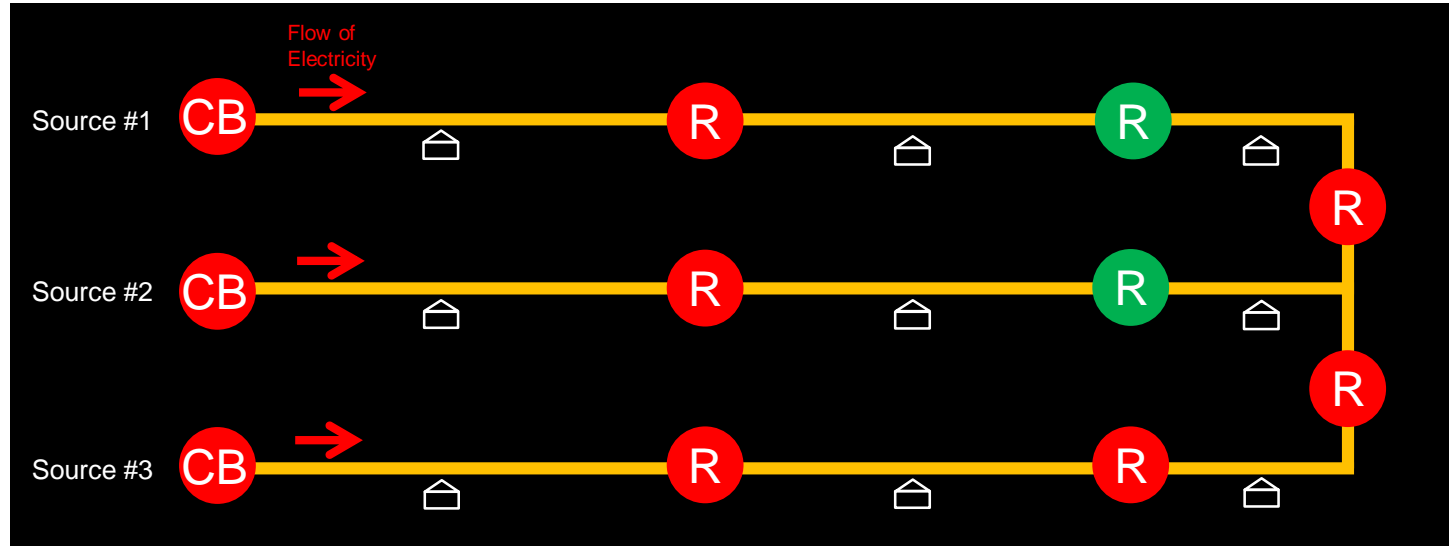 Flow of
Electricity
Source #1 CB R R
R
Source #2 CB R R
R
Source #3 CB R R